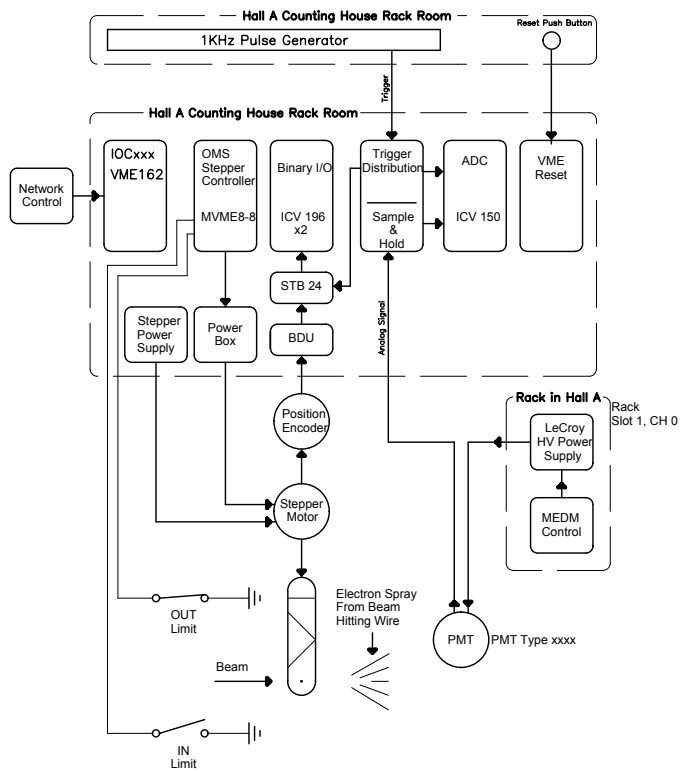 Hall A Counting House Rack Room
Reset Push Button
1KHz Pulse Generator
Trigger
Hall A Counting House Rack Room
Network
Control
IOCxxx
VME162
OMS
Stepper
Controller
MVME8-8
Binary I/O
ICV 196
x2
Trigger
Distribution
Sample
&
Hold
ADC
ICV 150
VME
Reset
STB 24
BDU
Stepper
Power
Supply
Power
Box
Analog Signal
Position
Encoder
Stepper
Motor
Rack in Hall A
Rack
Slot 1, CH 0
LeCroy
HV Power
Supply
MEDM
Control
OUT
Limit
Electron Spray
From Beam
Hitting Wire
PMT
PMT Type xxxx
Beam
IN
Limit